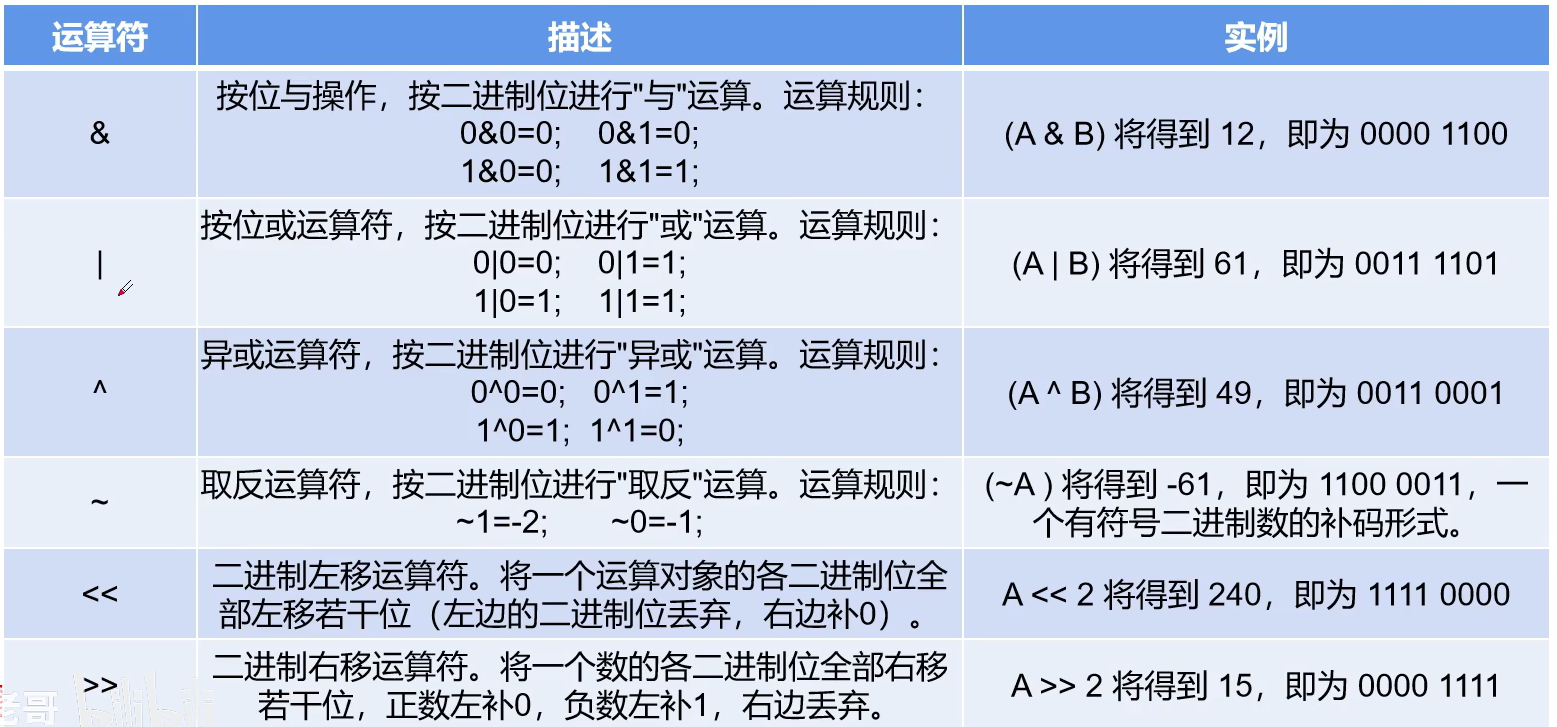 运算符 描述 实例
& 按位与操作，按二进制位进行"与"运算。运算规则：
0&0=0; 0&1=0;
1&0=0; 1&1=1;
(A & B) 将得到 12，即为 0000 1100
| 按位或运算符，按二进制位进行"或"运算。运算规则：
0|0=0; 0|1=1;
1|0=1; 1|1=1;
(A | B) 将得到 61，即为 0011 1101
^ 异或运算符，按二进制位进行"异或"运算。运算规则：
0^0=0; 0^1=1;
1^0=1; 1^1=0;
(A ^ B) 将得到 49，即为 0011 0001
~ 取反运算符，按二进制位进行"取反"运算。运算规则：
~1=-2; ~0=-1;
(~A ) 将得到 -61，即为 1100 0011，一
个有符号二进制数的补码形式。
<< 二进制左移运算符。将一个运算对象的各二进制位全
部左移若干位（左边的二进制位丢弃，右边补0）。
A << 2 将得到 240，即为 1111 0000
>> 二进制右移运算符。将一个数的各二进制位全部右移
若干位，正数左补0，负数左补1，右边丢弃。
A >> 2 将得到 15，即为 0000 1111
老哥